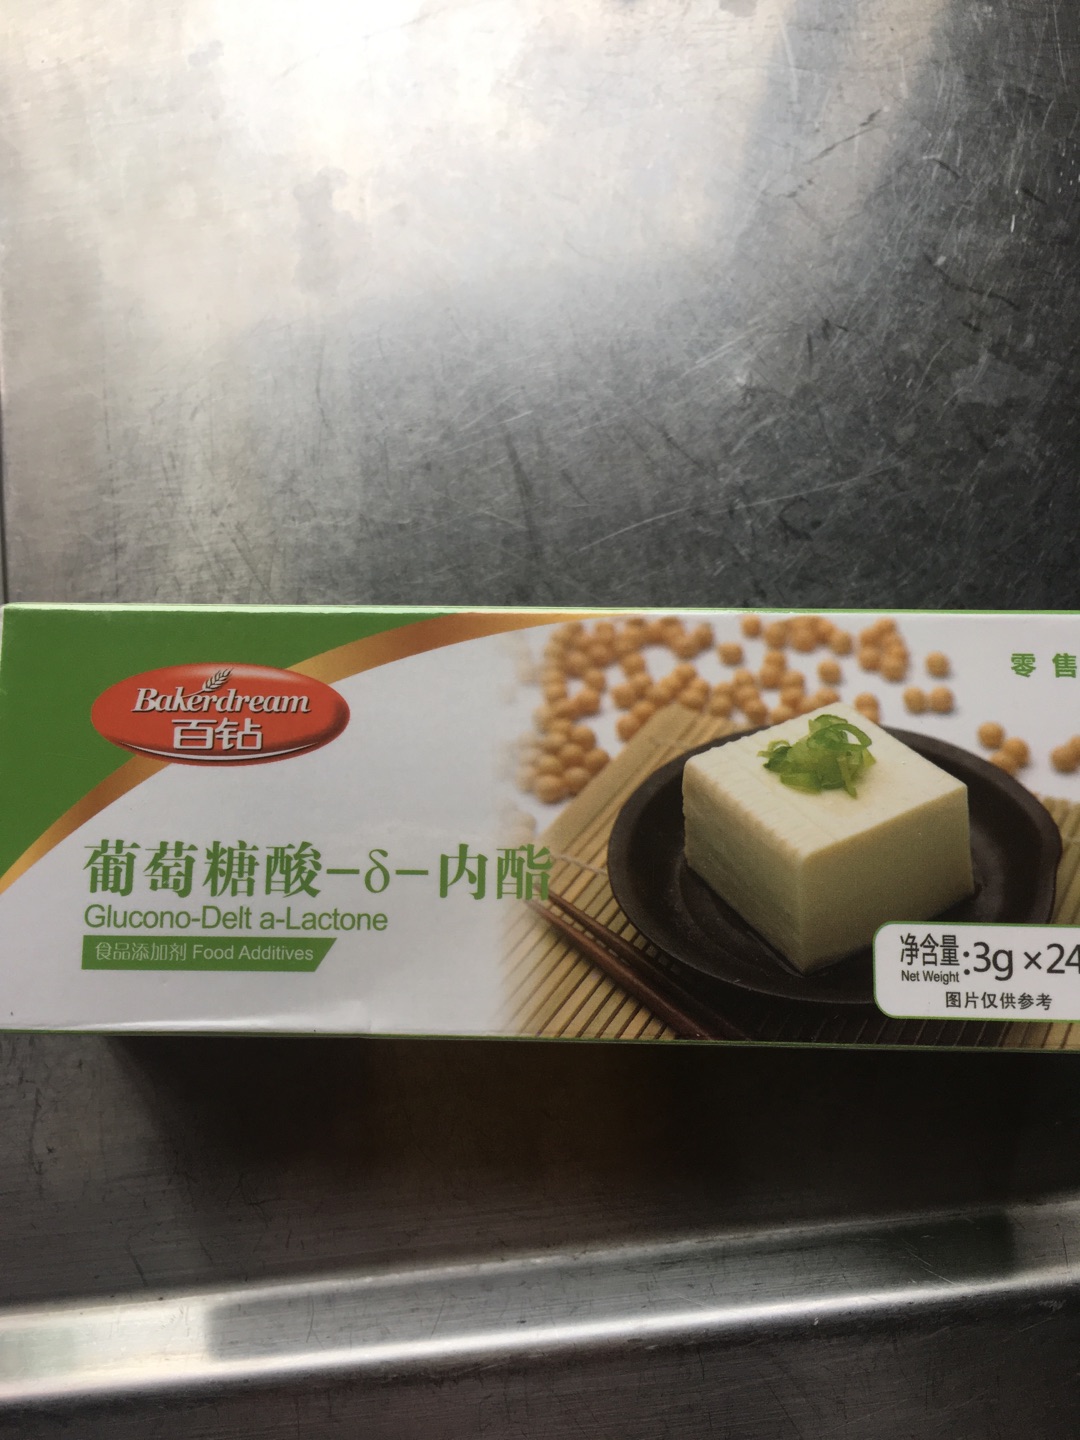 零售
Bakerdream
百钻
葡萄糖酸-δ-内酯
Glucono-Delt a-Lactone
食品添加剂 Food Additives
净含量:3g×24
Net Weight
图片仅供参考